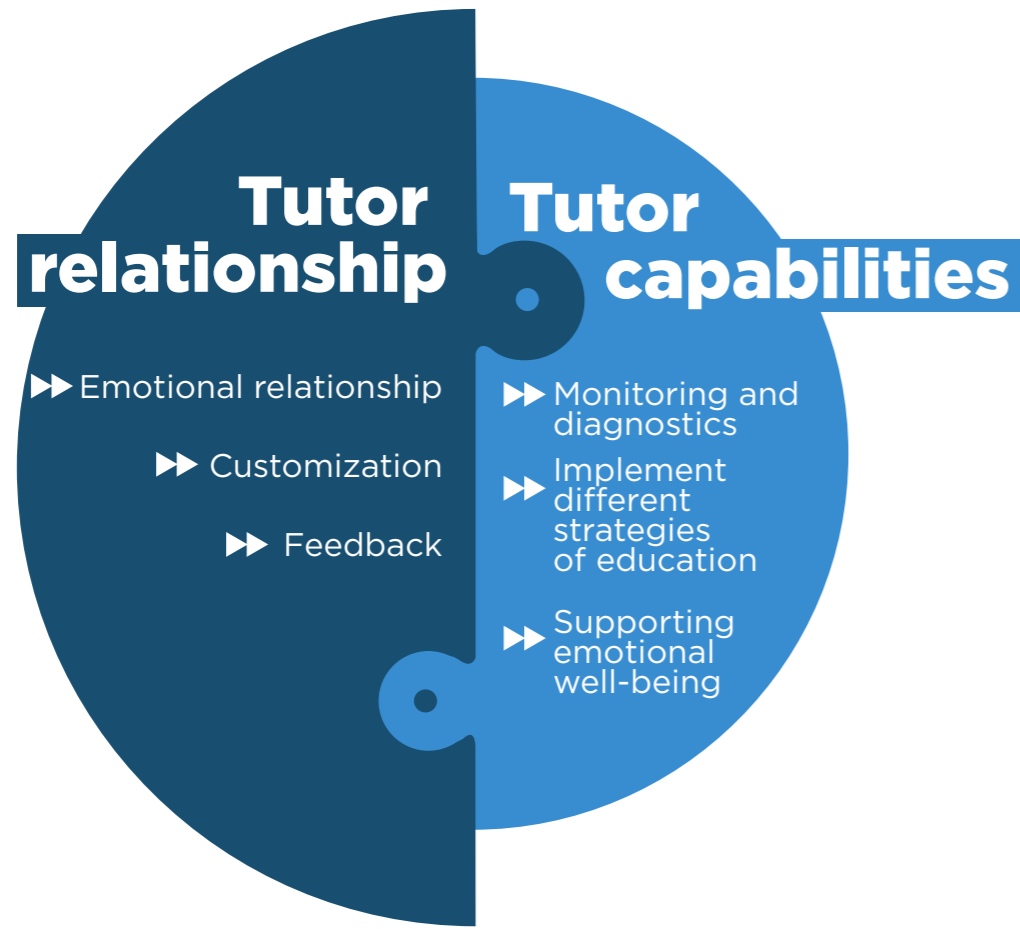 Tutor
relationship
Emotional relationship
Customization
Feedback
Tutor
capabilities
Monitoring and
diagnostics
Implement
different
strategies
of education
Supporting
emotional
well-being